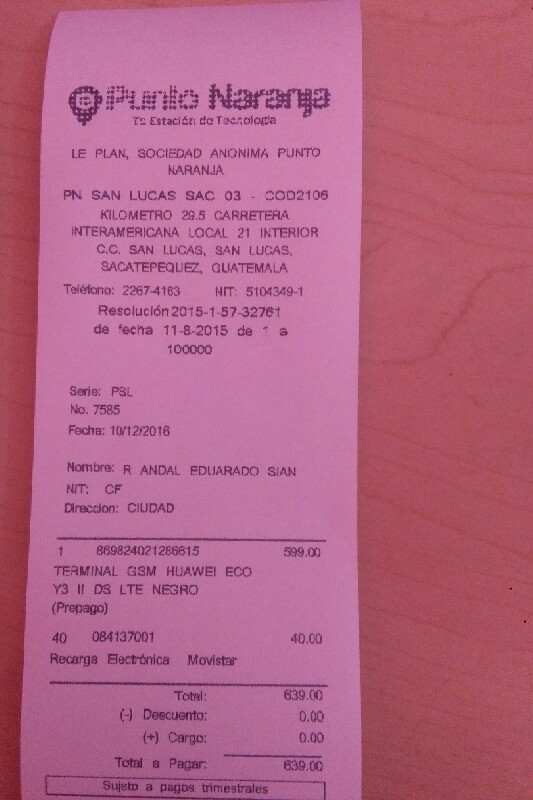 Punto Naranja
Tu Estación de Tecnología
LE PLAN, SOCIEDAD ANONIMA PUNTO
NARANJA
PN SAN LUCAS SAC 03 - COD2106
KILOMETRO 29.5 CARRETERA
INTERAMERICANA LOCAL 21 INTERIOR
C.C. SAN LUCAS, SAN LUCAS,
SACATEPEQUEZ, GUATEMALA
Teléfono: 2267-4163 NIT: 5104349-1
Resolución 2015-1-57-32761
de fecha 11-8-2015 de 1 a
100000
Serie: PSL
No. 7585
Fecha: 10/12/2016
Nombre: R ANDAL EDUARADO SIAN
NIT: CF
Direccion: CIUDAD
1 869824021286615 599.00
TERMINAL GSM HUAWEI ECO
Y3 II DS LTE NEGRO
(Prepago)
40 084137001 40.00
Recarga Electrónica Movistar
Total: 639.00
(-) Descuento: 0.00
(+) Cargo: 0.00
Total a Pagar: 639.00
Sujeto a pagos trimestrales